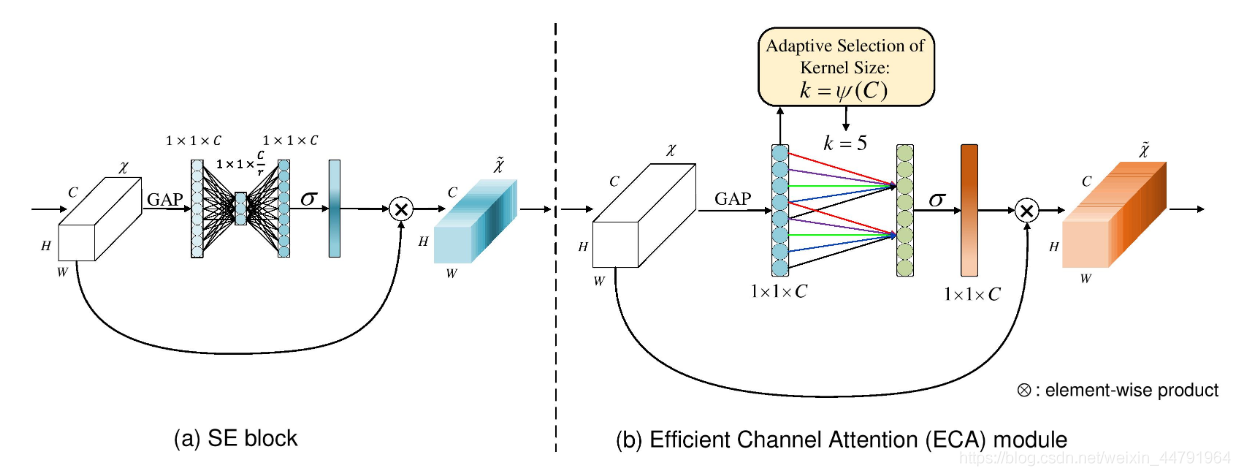 1 × 1 × C
1 × 1 × C/r
1 × 1 × C
χ
C
H
W
GAP
σ
⊗
χ̃
C
H
W
(a) SE block
Adaptive Selection of
Kernel Size:
k = ψ(C)
k = 5
χ
C
H
W
GAP
1×1×C
σ
1×1×C
⊗
χ̃
C
H
W
⊗ : element-wise product
(b) Efficient Channel Attention (ECA) module
https://blog.csdn.net/weixin_44791964